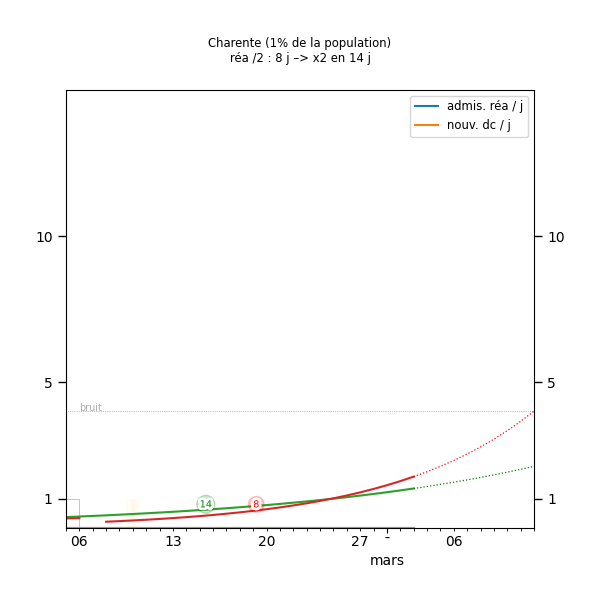 Charente (1% de la population)
réa /2 : 8 j –> x2 en 14 j
admis. réa / j
nouv. dc / j
10
10
5
5
bruit
14
8
1
1
06
13
20
27
-
06
mars